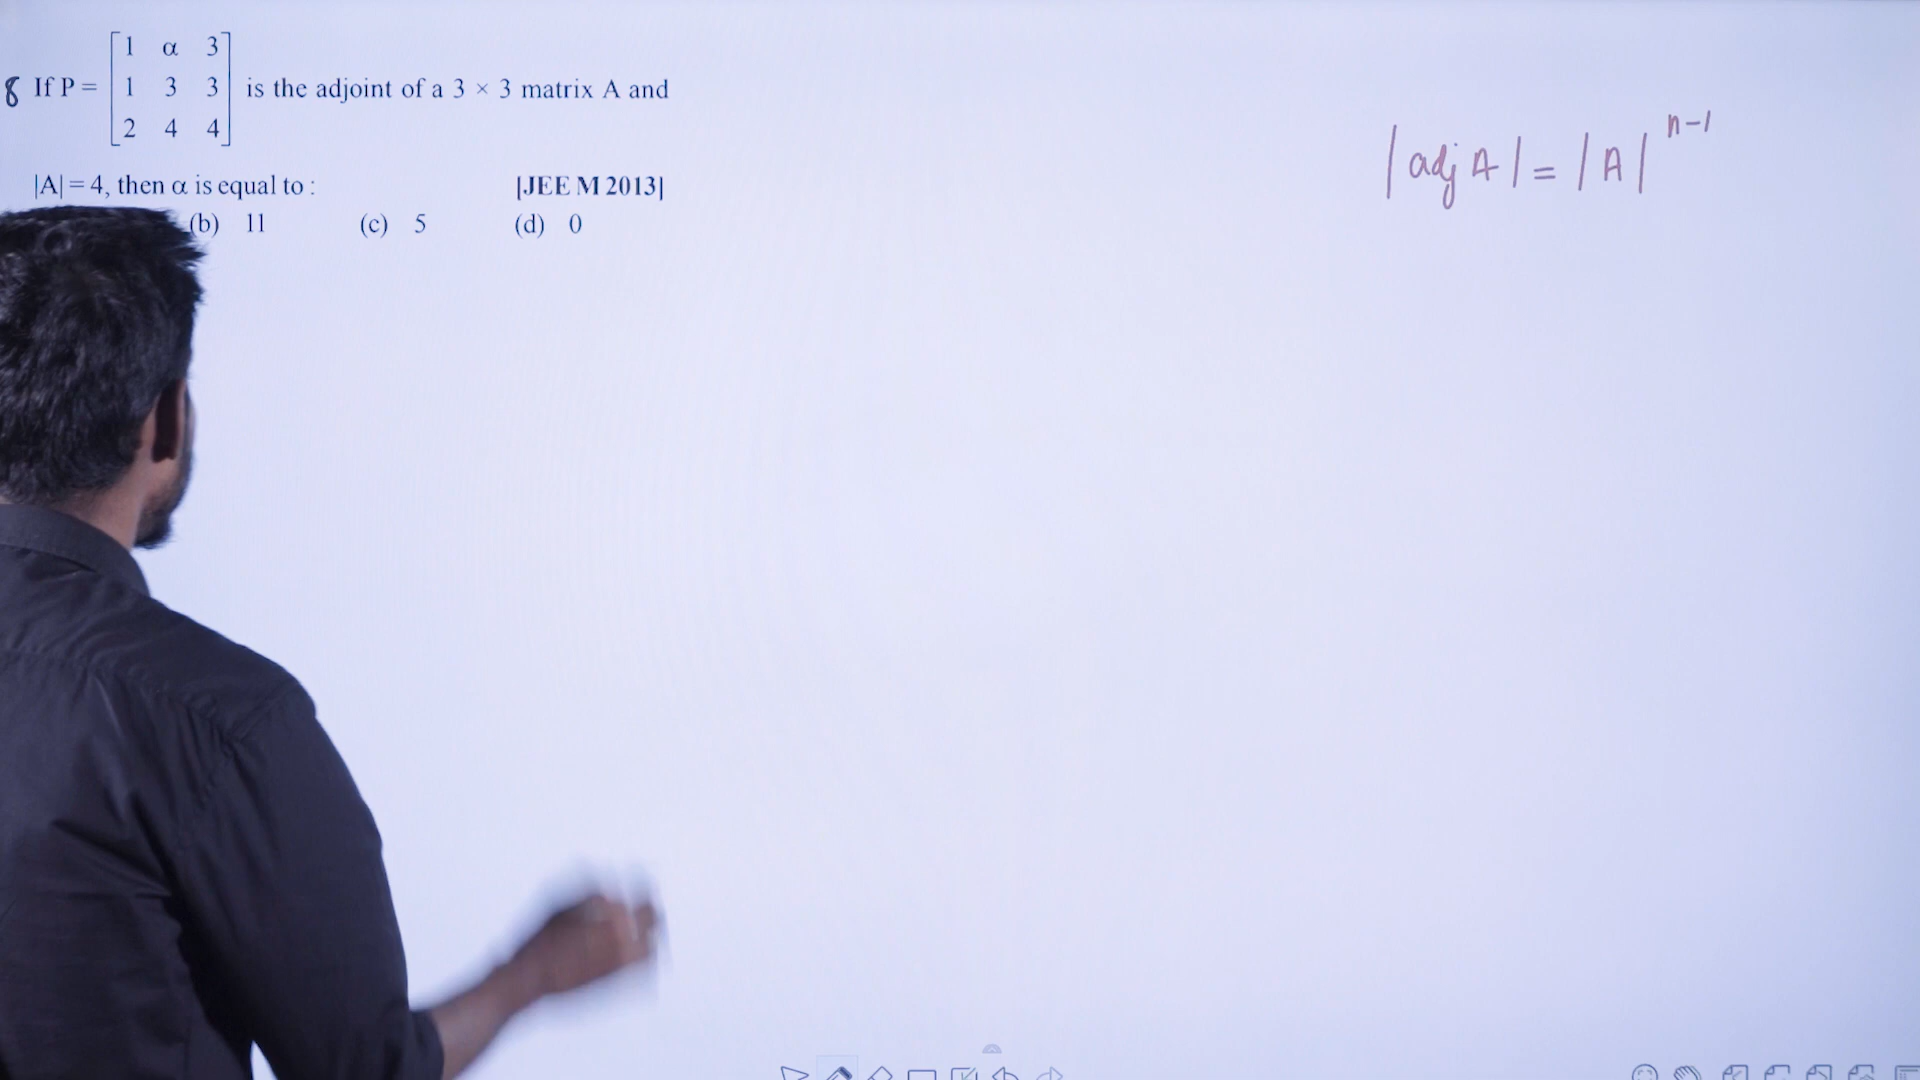 8 If P = [1 α 3
1 3 3
2 4 4] is the adjoint of a 3 × 3 matrix A and
|A| = 4, then α is equal to : [JEE M 2013]
(b) 11 (c) 5 (d) 0
|adj A| = |A|^{n-1}